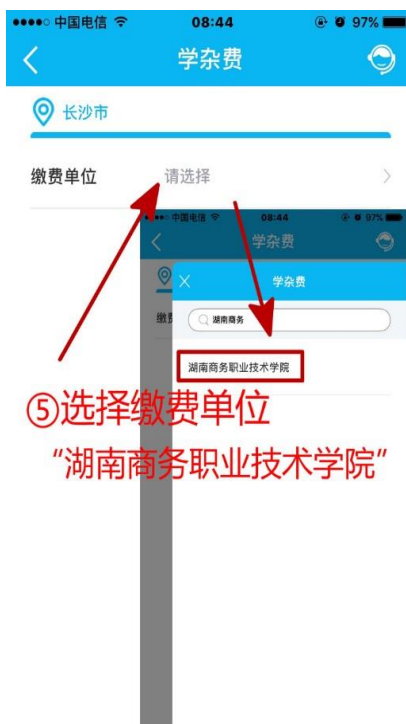 中国电信 08:44 97%
学杂费
长沙市
缴费单位 请选择
中国电信 08:44 97%
学杂费
学杂费
缴费
湖南商务
湖南商务职业技术学院
⑤选择缴费单位
“湖南商务职业技术学院”